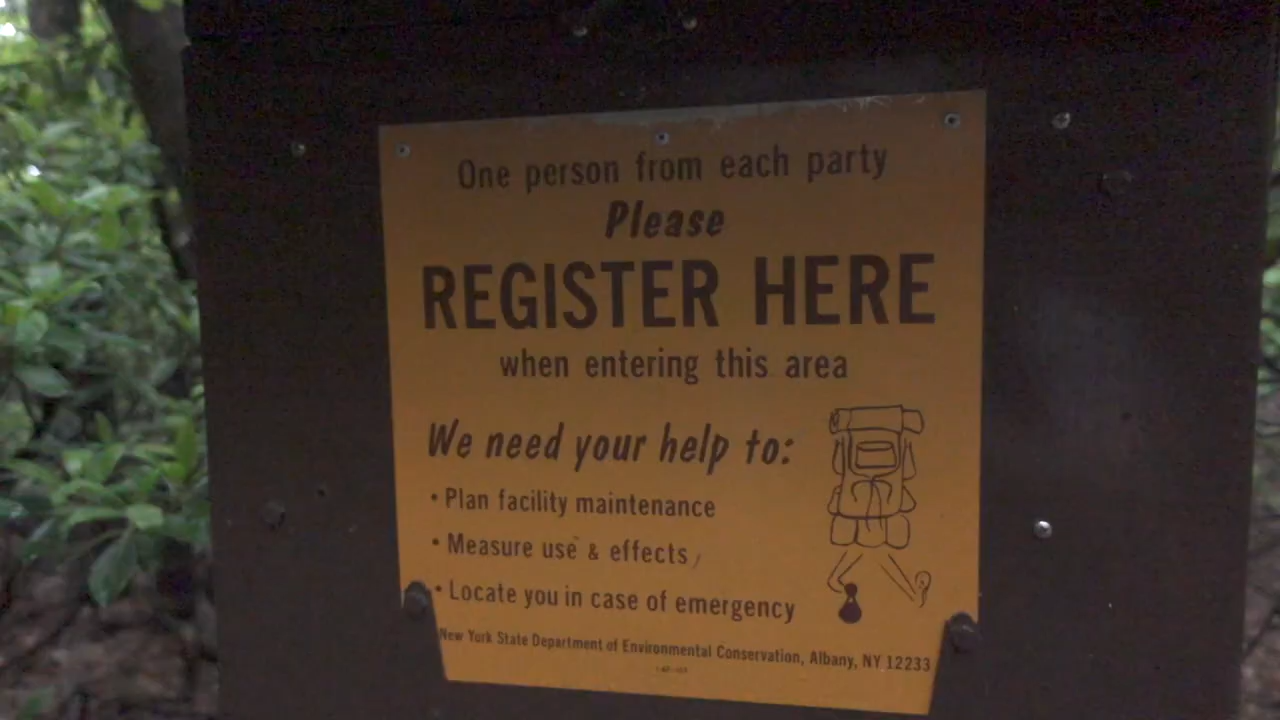 One person from each party
Please
REGISTER HERE
when entering this area
We need your help to:
• Plan facility maintenance
• Measure use & effects
• Locate you in case of emergency
New York State Department of Environmental Conservation, Albany, NY 12233